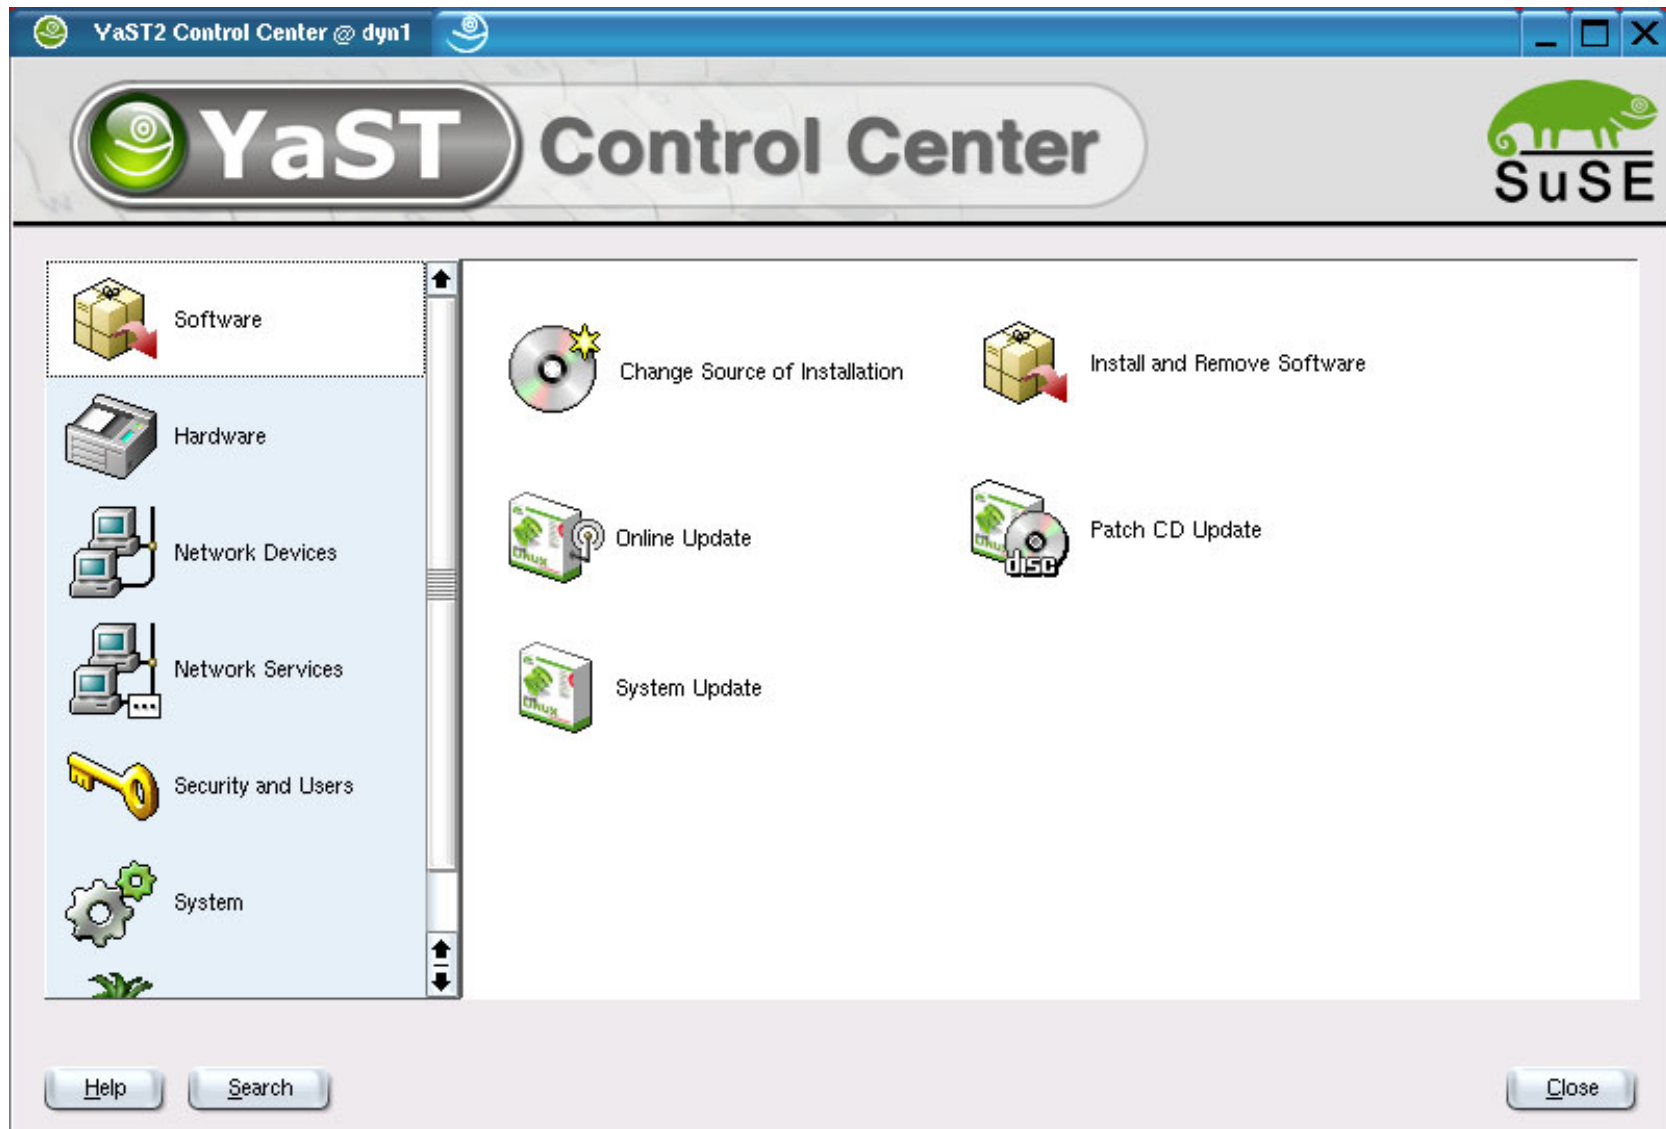 YaST2 Control Center @ dyn1
YaST Control Center
SuSE
Software
Hardware
Network Devices
Network Services
Security and Users
System
Change Source of Installation
Install and Remove Software
Online Update
Patch CD Update
disc
System Update
Help
Search
Close